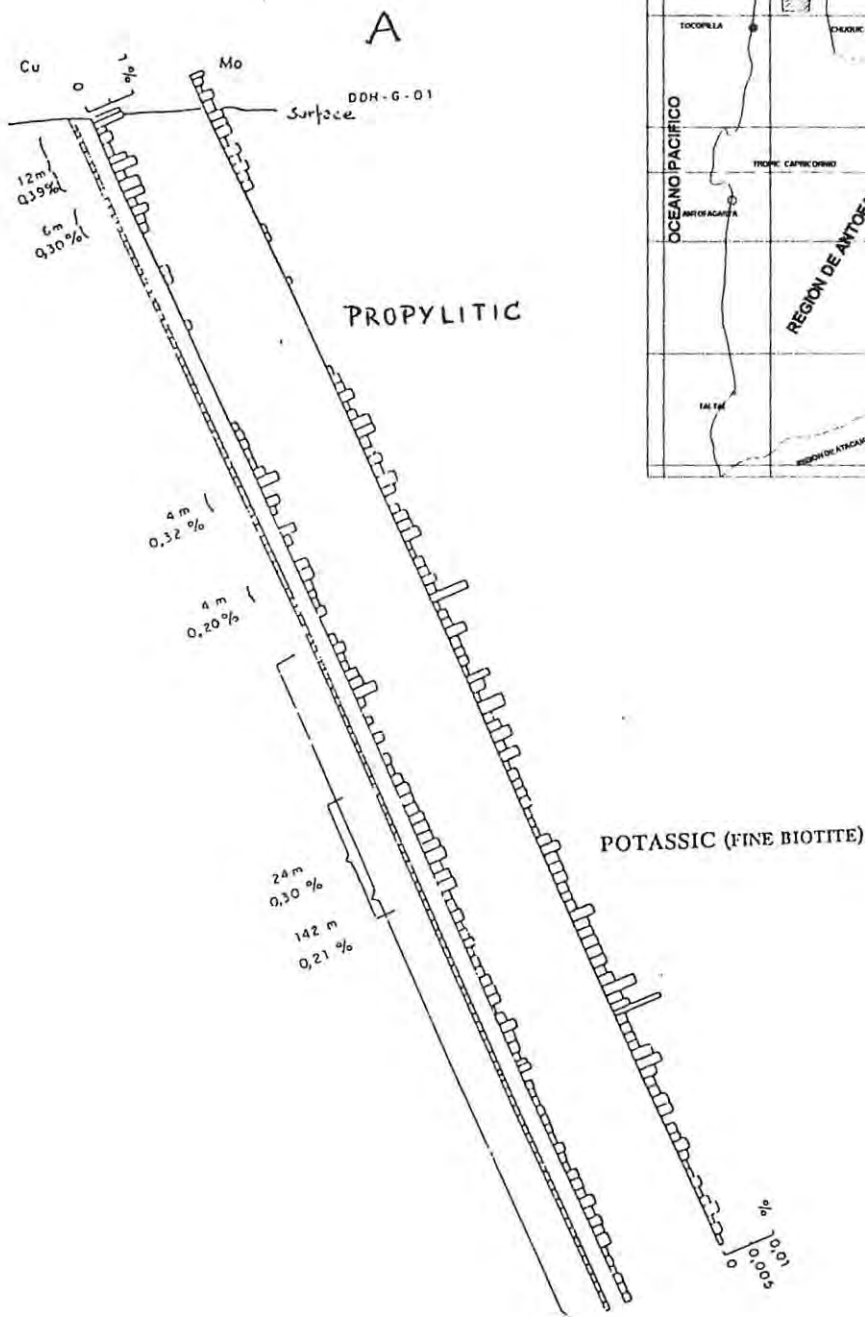 A
Cu
0
1 %
Mo
DDH-G-01
Surface
12m
0,39%
6m
0,30%
PROPYLITIC
4 m
0,32 %
4 m
0,20%
POTASSIC (FINE BIOTITE)
24 m
0,30 %
142 m
0,21 %
%
0
0,005
0,01
TOCOPILLA
OCEANO PACIFICO
TROPIC CAPRICORNIO
ANTOFAGASTA
REGION DE
TALTAL
REGION DE